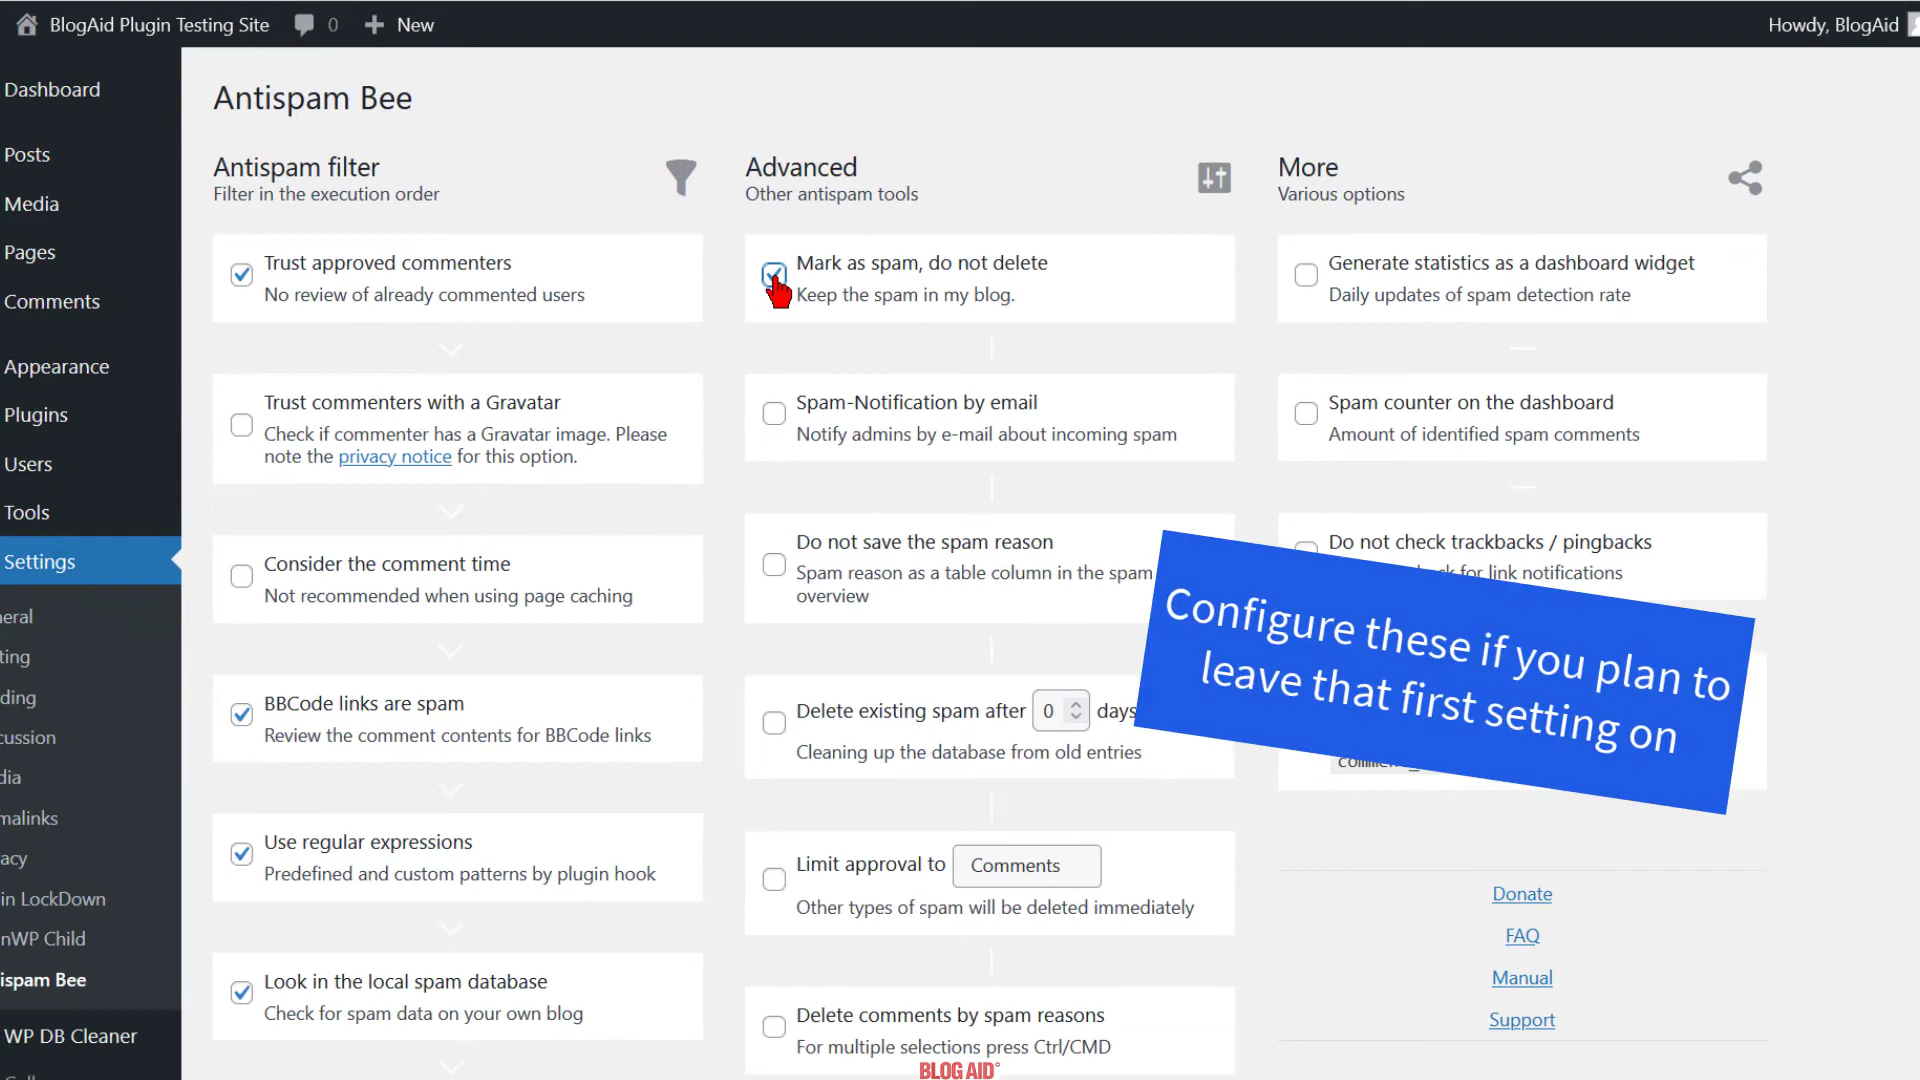 BlogAid Plugin Testing Site 0 New
Howdy, BlogAid
Dashboard
Posts
Media
Pages
Comments
Appearance
Plugins
Users
Tools
Settings
eral
ting
ding
cussion
dia
malinks
acy
in LockDown
nWP Child
ispam Bee
WP DB Cleaner
Antispam Bee
Antispam filter
Filter in the execution order
Trust approved commenters
No review of already commented users
Trust commenters with a Gravatar
Check if commenter has a Gravatar image. Please
note the privacy notice for this option.
Consider the comment time
Not recommended when using page caching
BBCode links are spam
Review the comment contents for BBCode links
Use regular expressions
Predefined and custom patterns by plugin hook
Look in the local spam database
Check for spam data on your own blog
Advanced
Other antispam tools
Mark as spam, do not delete
Keep the spam in my blog.
Spam-Notification by email
Notify admins by e-mail about incoming spam
Do not save the spam reason
Spam reason as a table column in the spam
overview
Delete existing spam after 0 days
Cleaning up the database from old entries
Limit approval to Comments
Other types of spam will be deleted immediately
Delete comments by spam reasons
For multiple selections press Ctrl/CMD
More
Various options
Generate statistics as a dashboard widget
Daily updates of spam detection rate
Spam counter on the dashboard
Amount of identified spam comments
Do not check trackbacks / pingbacks
for link notifications
Configure these if you plan to
leave that first setting on
Donate
FAQ
Manual
Support
BLOG AID